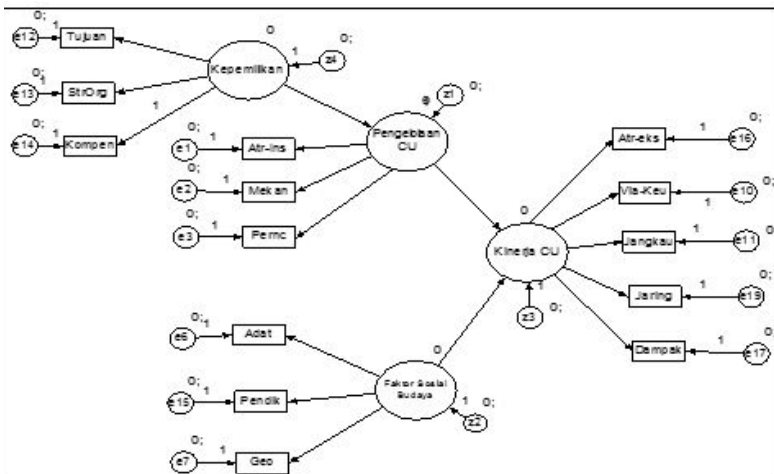 0;
e12
1
Tujuan
0
Kepemilikan
1
z4
0;
0;
e13
1
StrOrg
0;
e14
1
Kompen
1
0;
z1
0;
Pengelolaan
CU
e1
1
Atr-Ins
0;
e2
1
Mekan
0;
e3
1
Pernc
Atr-eks
1
e16
0;
Vla-Keu
1
e10
0;
0
Kinerja CU
Jangkau
1
e11
1
z3
0;
Jaring
1
e19
0;
Dampak
1
e17
0;
e6
1
Adat
0
Faktor Sosial
Budaya
1
z2
0;
0;
e15
1
Pendik
0;
e7
1
Geo